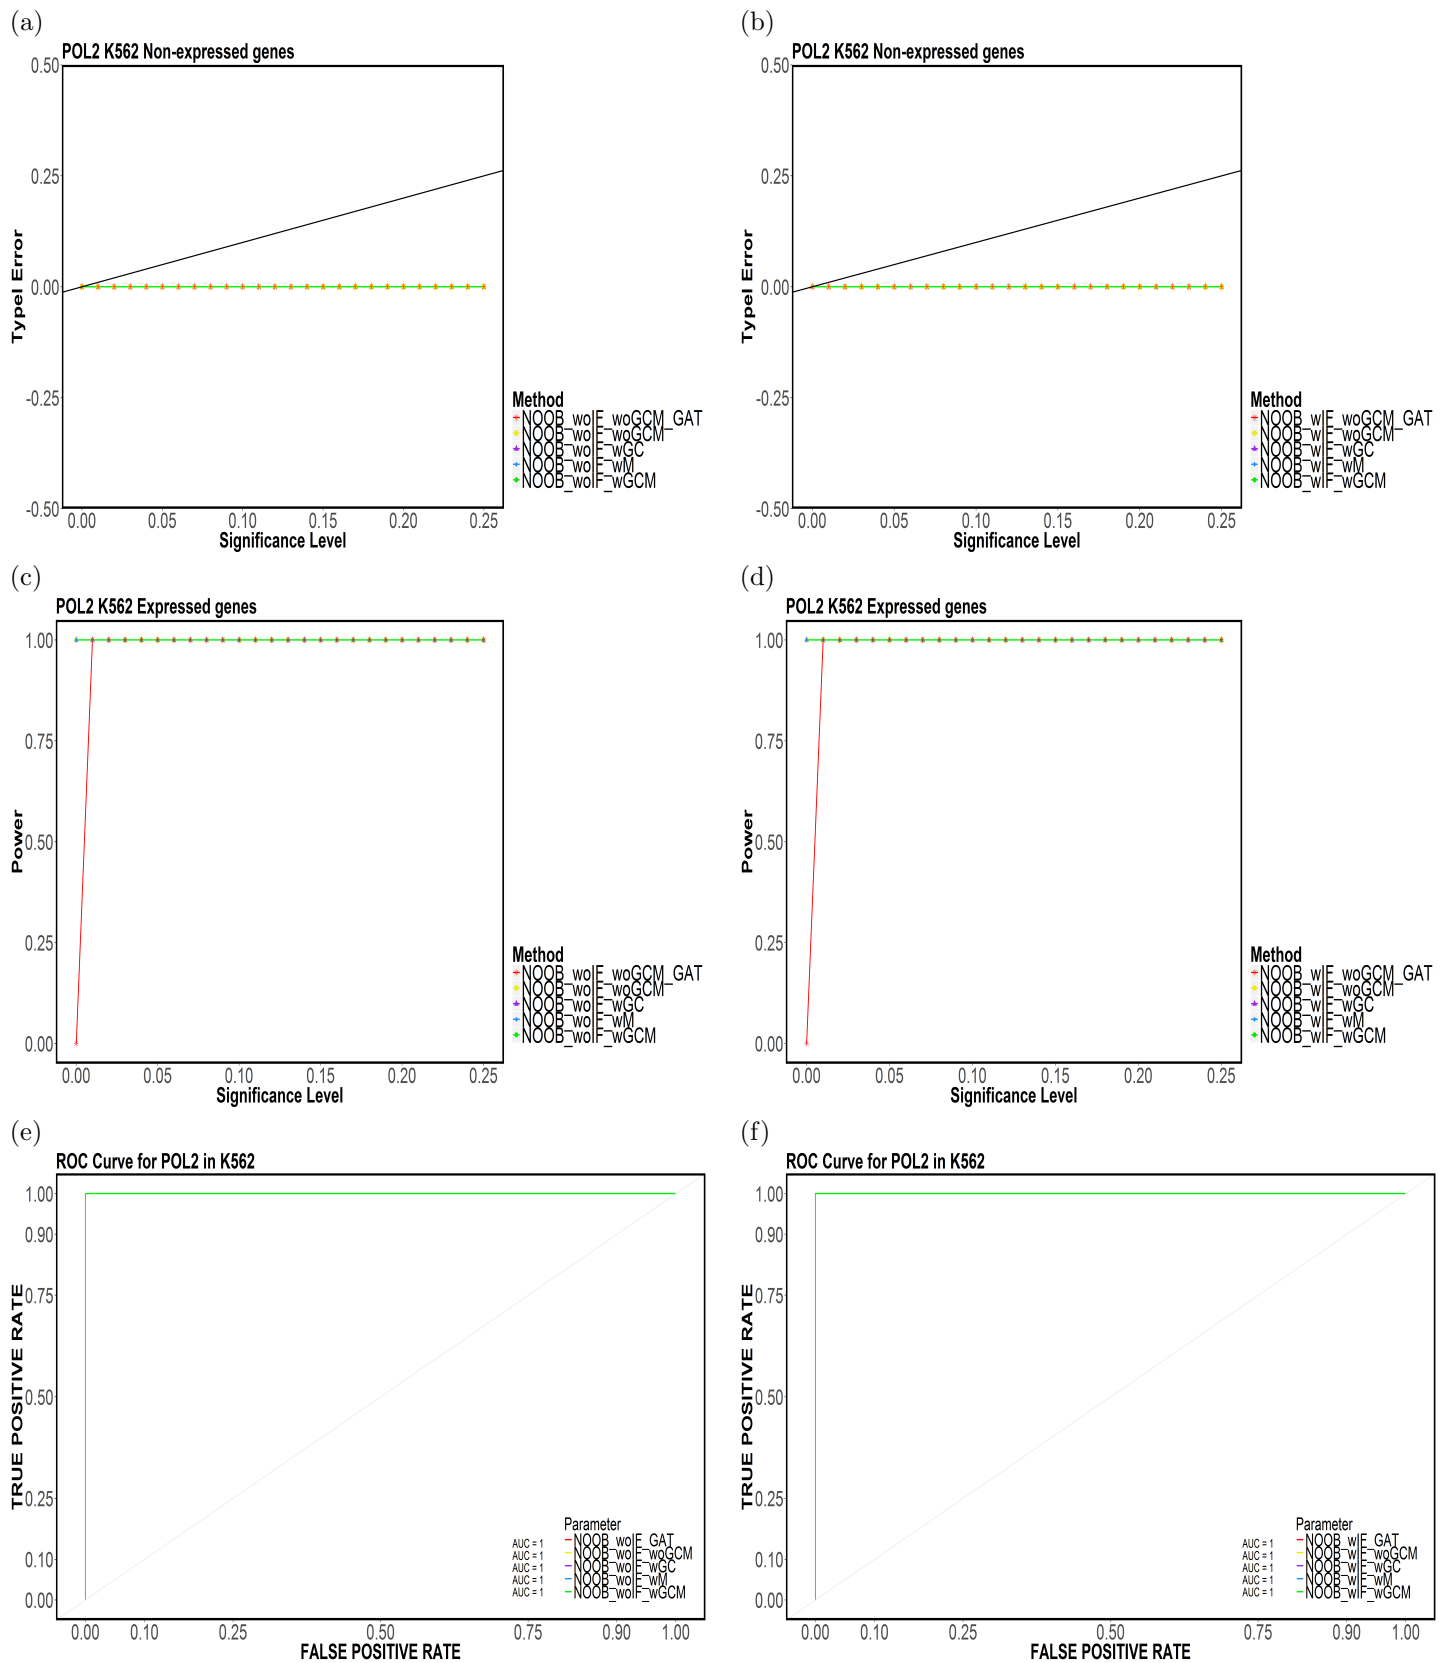 (a)
POL2 K562 Non-expressed genes
0.50
0.25
0.00
-0.25
-0.50
TypeI Error
0.00 0.05 0.10 0.15 0.20 0.25
Significance Level
Method
NOOB_woIF_woGCM_GAT
NOOB_woIF_woGCM
NOOB_woIF_wGC
NOOB_woIF_wM
NOOB_woIF_wGCM
(b)
POL2 K562 Non-expressed genes
0.50
0.25
0.00
-0.25
-0.50
TypeI Error
0.00 0.05 0.10 0.15 0.20 0.25
Significance Level
Method
NOOB_wIF_woGCM_GAT
NOOB_wIF_woGCM
NOOB_wIF_wGC
NOOB_wIF_wM
NOOB_wIF_wGCM
(c)
POL2 K562 Expressed genes
1.00
0.75
0.50
0.25
0.00
Power
0.00 0.05 0.10 0.15 0.20 0.25
Significance Level
Method
NOOB_woIF_woGCM_GAT
NOOB_woIF_woGCM
NOOB_woIF_wGC
NOOB_woIF_wM
NOOB_woIF_wGCM
(d)
POL2 K562 Expressed genes
1.00
0.75
0.50
0.25
0.00
Power
0.00 0.05 0.10 0.15 0.20 0.25
Significance Level
Method
NOOB_wIF_woGCM_GAT
NOOB_wIF_woGCM
NOOB_wIF_wGC
NOOB_wIF_wM
NOOB_wIF_wGCM
(e)
ROC Curve for POL2 in K562
1.00
0.90
0.75
0.50
0.25
0.10
0.00
TRUE POSITIVE RATE
0.00 0.10 0.25 0.50 0.75 0.90 1.00
FALSE POSITIVE RATE
Parameter
AUC = 1 NOOB_woIF_GAT
AUC = 1 NOOB_woIF_woGCM
AUC = 1 NOOB_woIF_wGC
AUC = 1 NOOB_woIF_wM
AUC = 1 NOOB_woIF_wGCM
(f)
ROC Curve for POL2 in K562
1.00
0.90
0.75
0.50
0.25
0.10
0.00
TRUE POSITIVE RATE
0.00 0.10 0.25 0.50 0.75 0.90 1.00
FALSE POSITIVE RATE
Parameter
AUC = 1 NOOB_wIF_GAT
AUC = 1 NOOB_wIF_woGCM
AUC = 1 NOOB_wIF_wGC
AUC = 1 NOOB_wIF_wM
AUC = 1 NOOB_wIF_wGCM